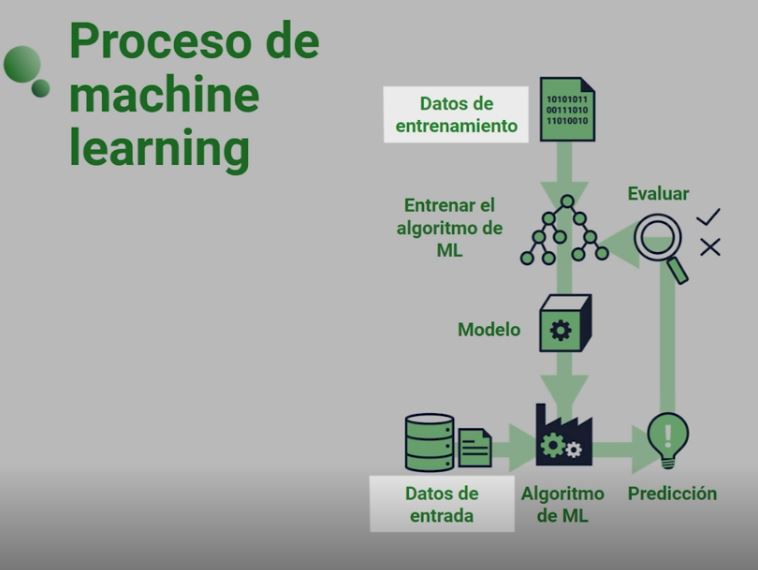 Proceso de
machine
learning
Datos de
entrenamiento
10101011
00111010
11010010
Entrenar el
algoritmo de
ML
Evaluar
Modelo
Datos de
entrada
Algoritmo
de ML
Predicción